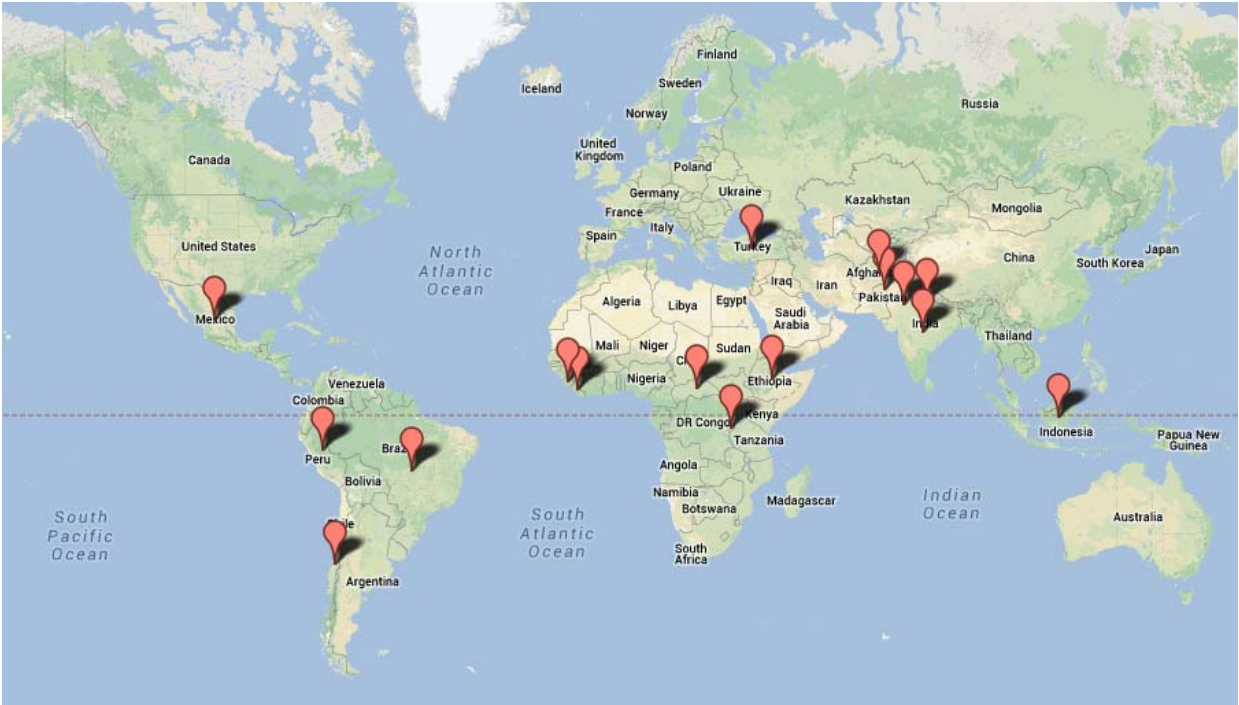 Finland
Iceland
Sweden
Russia
Norway
United
Kingdom
Canada
Poland
Germany
Ukraine
Kazakhstan
Mongolia
France
Italy
Spain
Turkey
United States
North
Atlantic
Ocean
Japan
South Korea
China
Afghan
Iraq
Iran
Pakistan
Algeria
Libya
Egypt
Saudi
Arabia
Mexico
India
Thailand
Mali
Niger
Sudan
Ch
Nigeria
Ethiopia
Venezuela
Colombia
DR Congo
Kenya
Tanzania
Indonesia
Papua New
Guinea
Peru
Brazil
Bolivia
Angola
Namibia
Botswana
Madagascar
Indian
Ocean
Australia
South
Pacific
Ocean
South
Atlantic
Ocean
Chile
South
Africa
Argentina